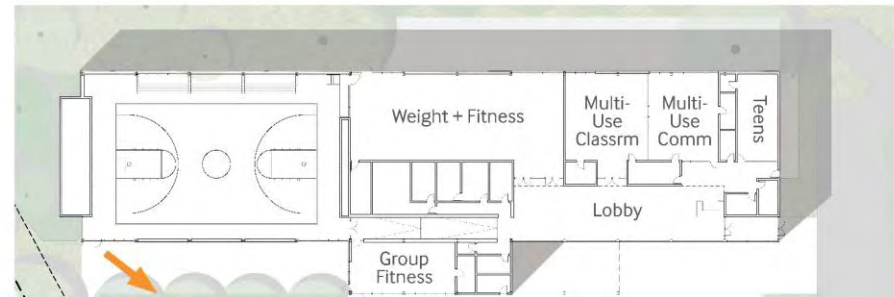 Weight + Fitness
Multi-
Use
Classrm
Multi-
Use
Comm
Teens
Lobby
Group
Fitness